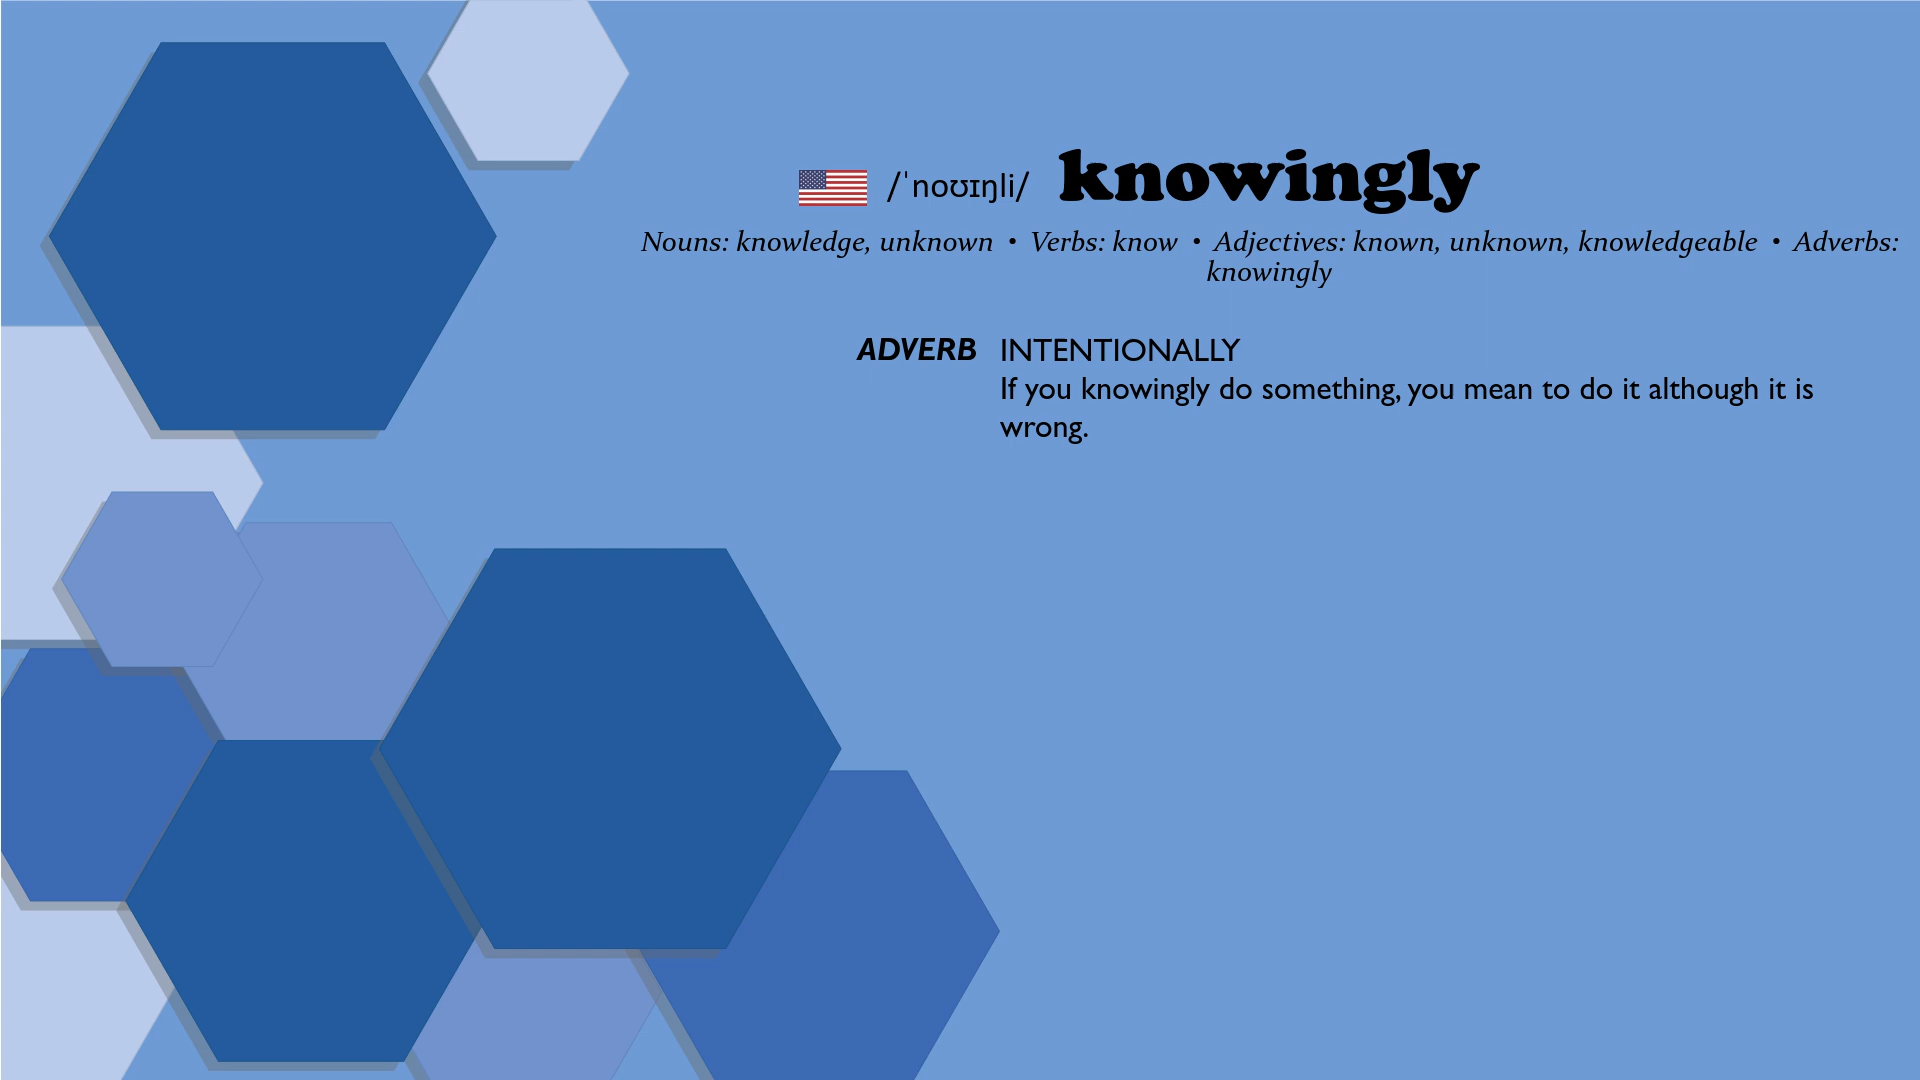 /ˈnoʊɪŋli/ knowingly
Nouns: knowledge, unknown • Verbs: know • Adjectives: known, unknown, knowledgeable • Adverbs:
knowingly
ADVERB INTENTIONALLY
If you knowingly do something, you mean to do it although it is
wrong.